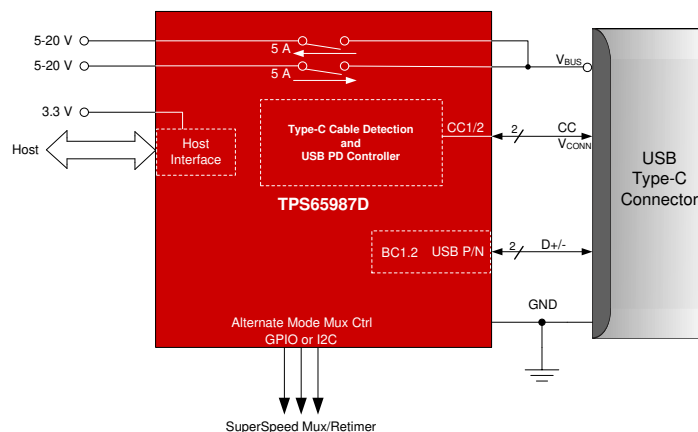 5-20 V
5 A
5-20 V
5 A
VBUS
3.3 V
Host
Host
Interface
Type-C Cable Detection
and
USB PD Controller
CC1/2
2
CC
VCONN
USB
Type-C
Connector
TPS65987D
BC1.2
USB P/N
2
D+/-
GND
Alternate Mode Mux Ctrl
GPIO or I2C
SuperSpeed Mux/Retimer